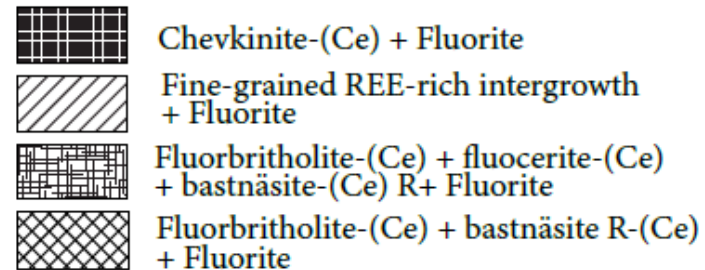 Chevkinite-(Ce) + Fluorite
Fine-grained REE-rich intergrowth
+ Fluorite
Fluorbritholite-(Ce) + fluocerite-(Ce)
+ bastnäsite-(Ce) R+ Fluorite
Fluorbritholite-(Ce) + bastnäsite R-(Ce)
+ Fluorite